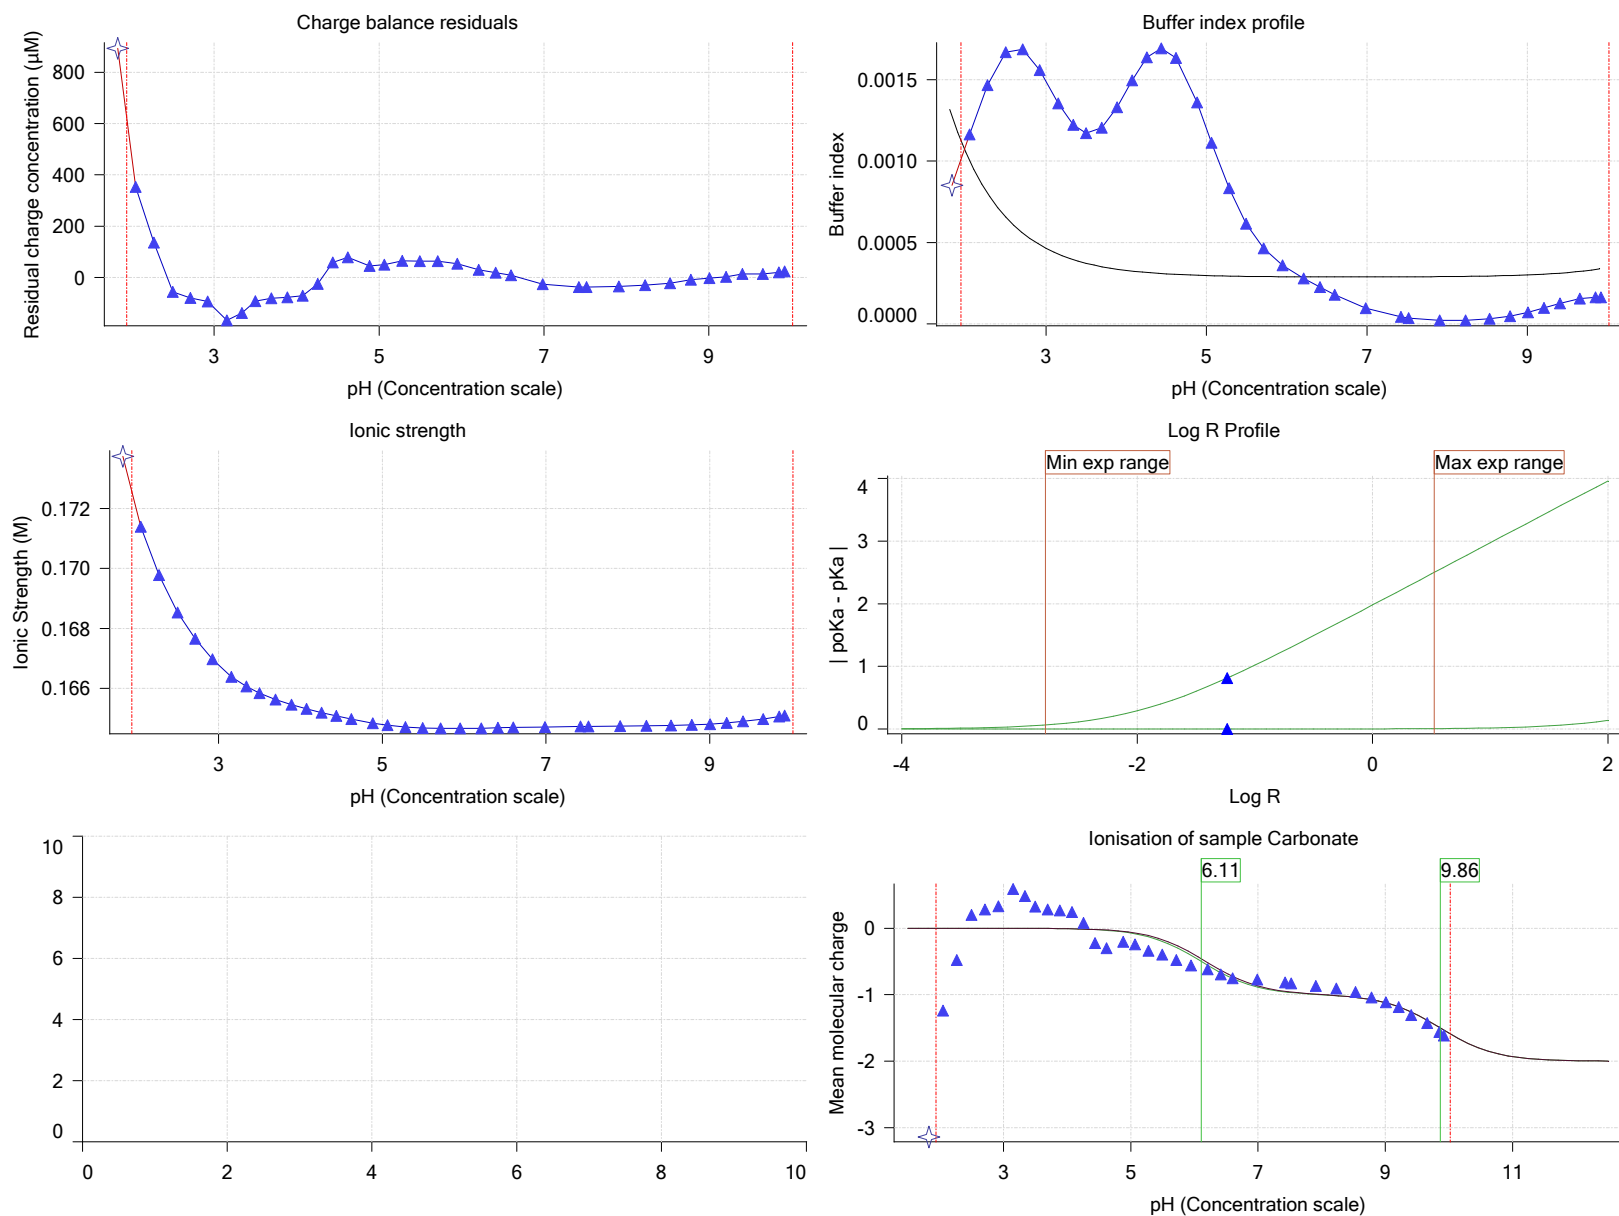 Charge balance residuals
Residual charge concentration (µM)
800
600
400
200
0
3 5 7 9
pH (Concentration scale)
Buffer index profile
Buffer index
0.0015
0.0010
0.0005
0.0000
3 5 7 9
pH (Concentration scale)
Ionic strength
Ionic Strength (M)
0.172
0.170
0.168
0.166
3 5 7 9
pH (Concentration scale)
Log R Profile
Min exp range
Max exp range
| poKa - pKa |
4
3
2
1
0
-4 -2 0 2
Log R
10
8
6
4
2
0
0 2 4 6 8 10
Ionisation of sample Carbonate
6.11
9.86
Mean molecular charge
0
-1
-2
-3
3 5 7 9 11
pH (Concentration scale)